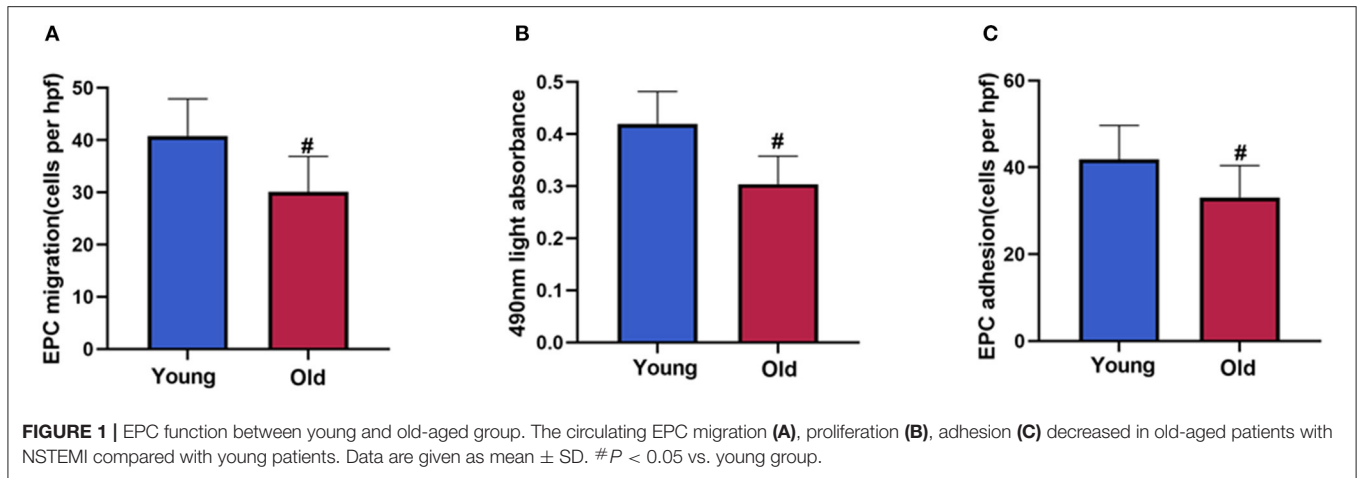 A
EPC migration(cells per hpf)
50
40
30
20
10
0
#
Young Old
B
490nm light absorbance
0.5
0.4
0.3
0.2
0.1
0.0
#
Young Old
C
EPC adhesion(cells per hpf)
60
40
20
0
#
Young Old
FIGURE 1 | EPC function between young and old-aged group. The circulating EPC migration (A), proliferation (B), adhesion (C) decreased in old-aged patients with
NSTEMI compared with young patients. Data are given as mean ± SD. #P < 0.05 vs. young group.